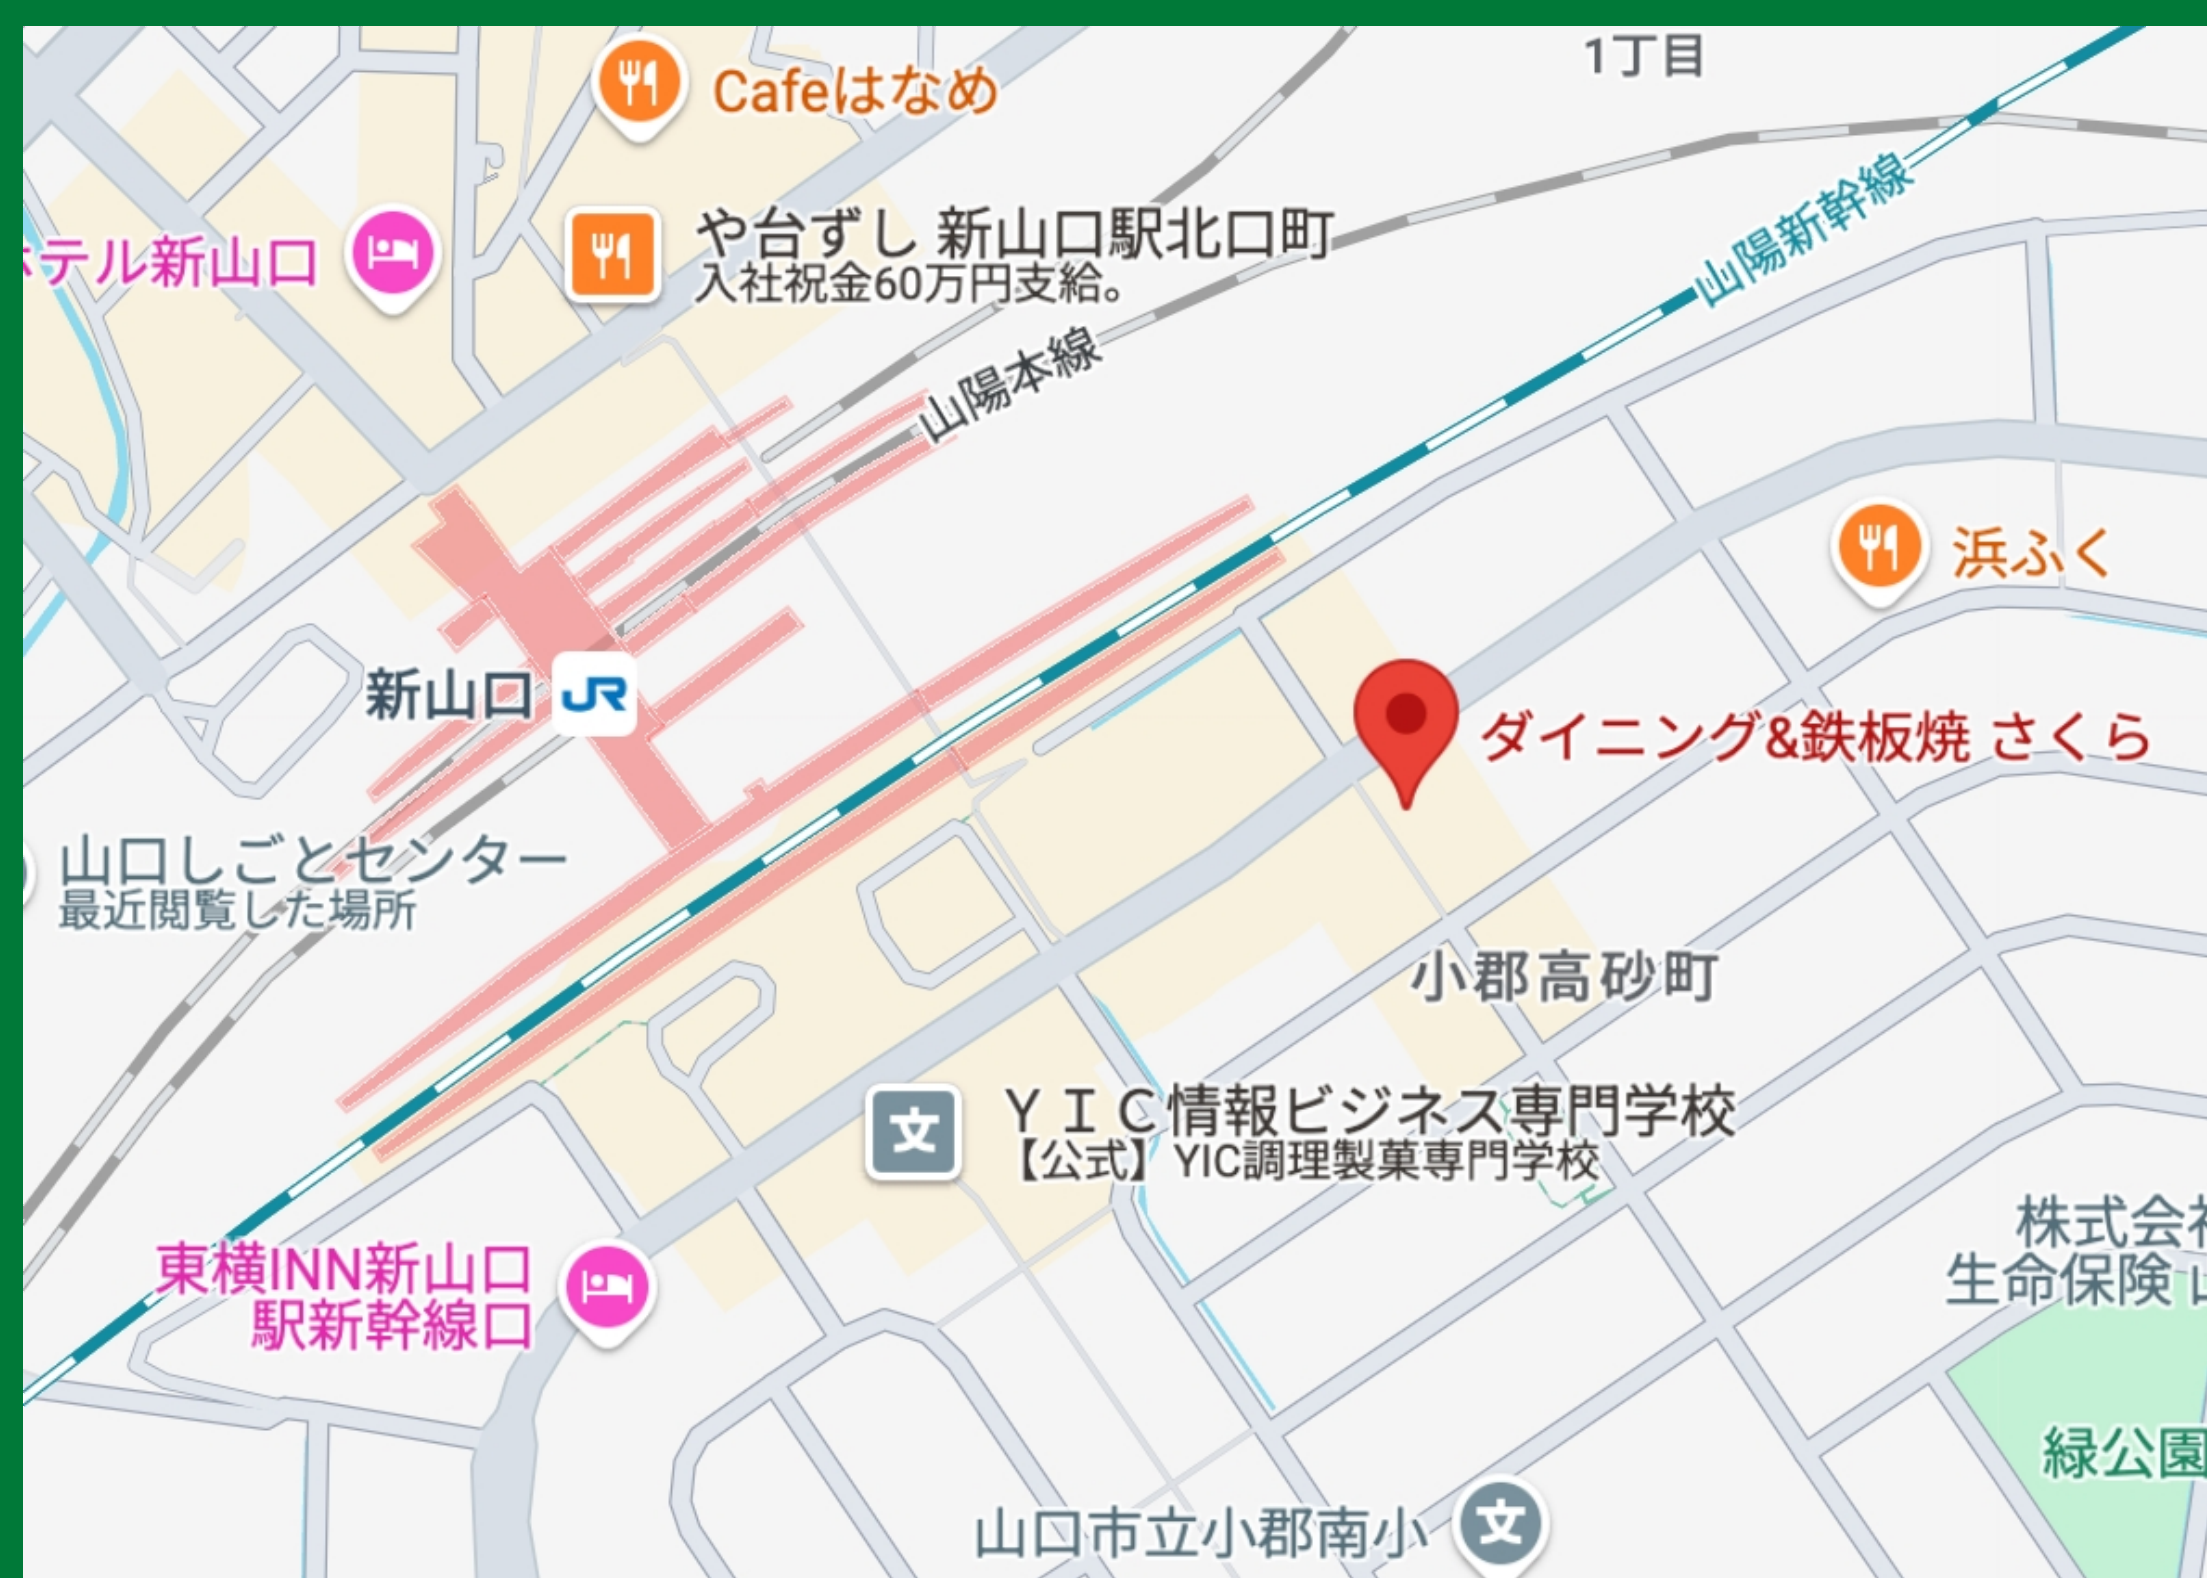 1丁目
Cafeはなめ
山陽新幹線
や台ずし 新山口駅北口町
入社祝金60万円支給。
テル新山口
山陽本線
浜ふく
新山口
JR
ダイニング&鉄板焼 さくら
山口しごとセンター
最近閲覧した場所
小郡高砂町
文
ＹＩＣ情報ビジネス専門学校
【公式】YIC調理製菓専門学校
株式会
生命保険
東横INN新山口
駅新幹線口
緑公園
山口市立小郡南小
文